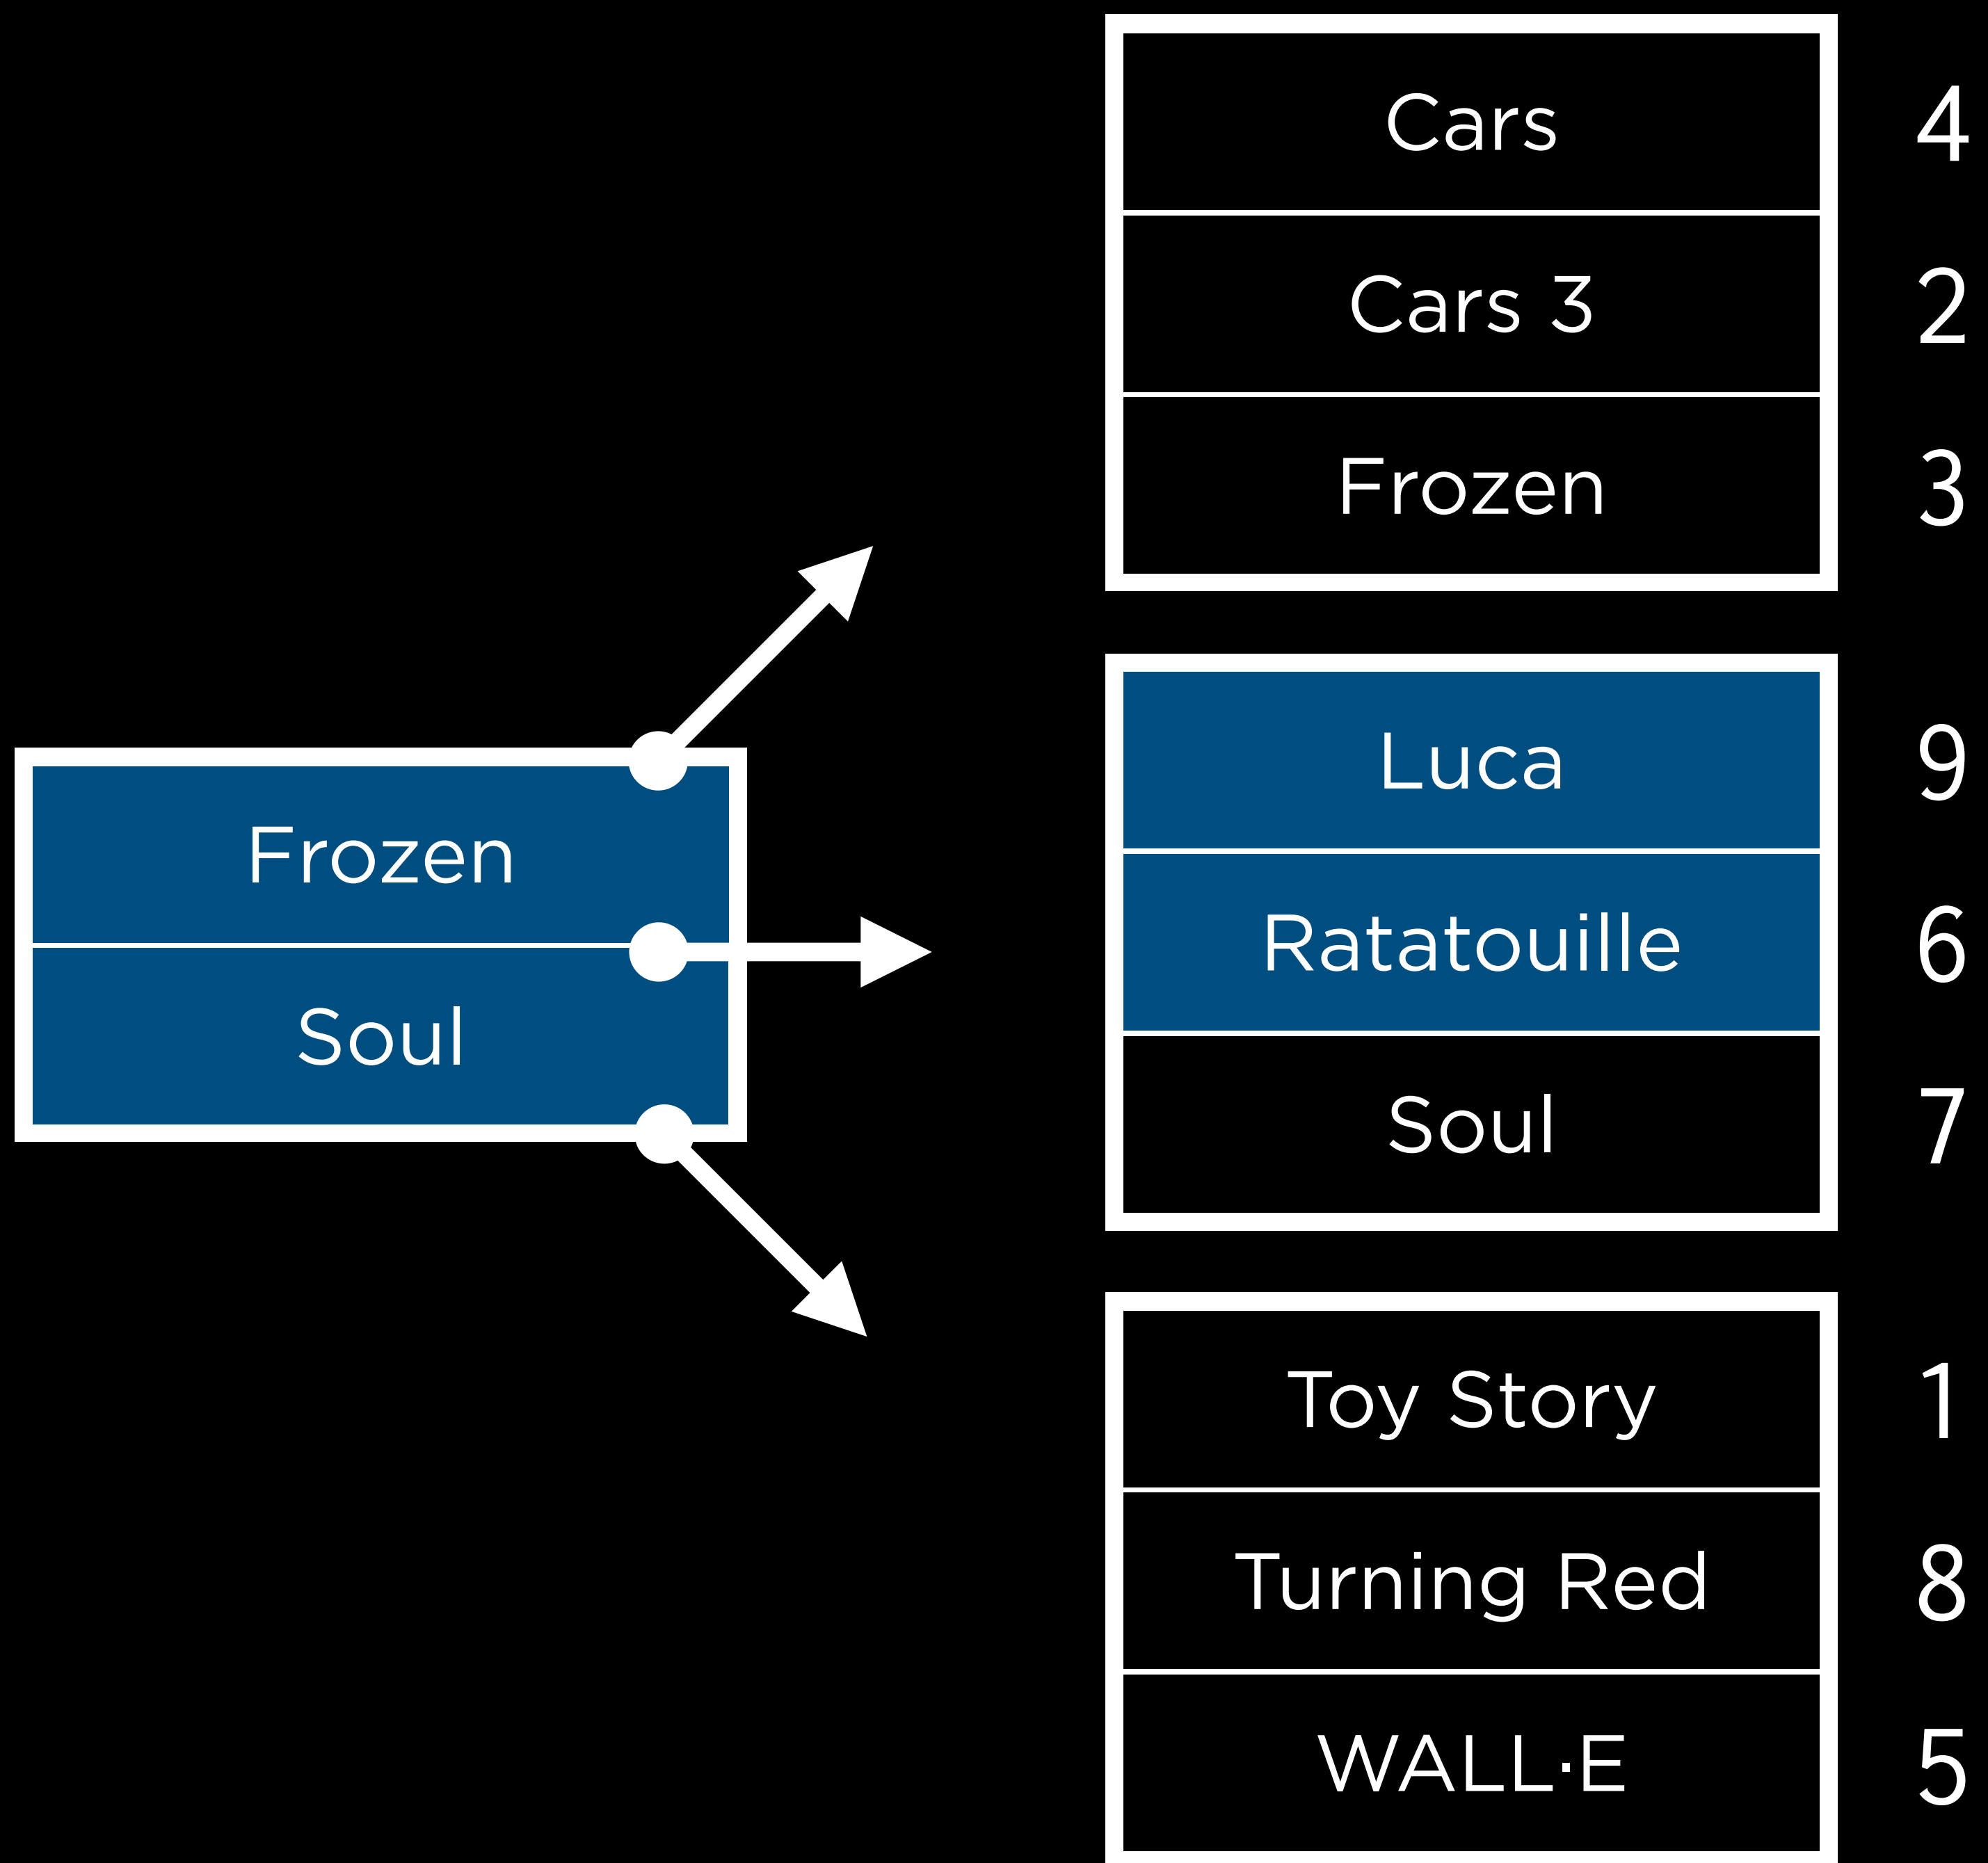 Frozen
Soul
Cars 4
Cars 3 2
Frozen 3
Luca 9
Ratatouille 6
Soul 7
Toy Story 1
Turning Red 8
WALL·E 5